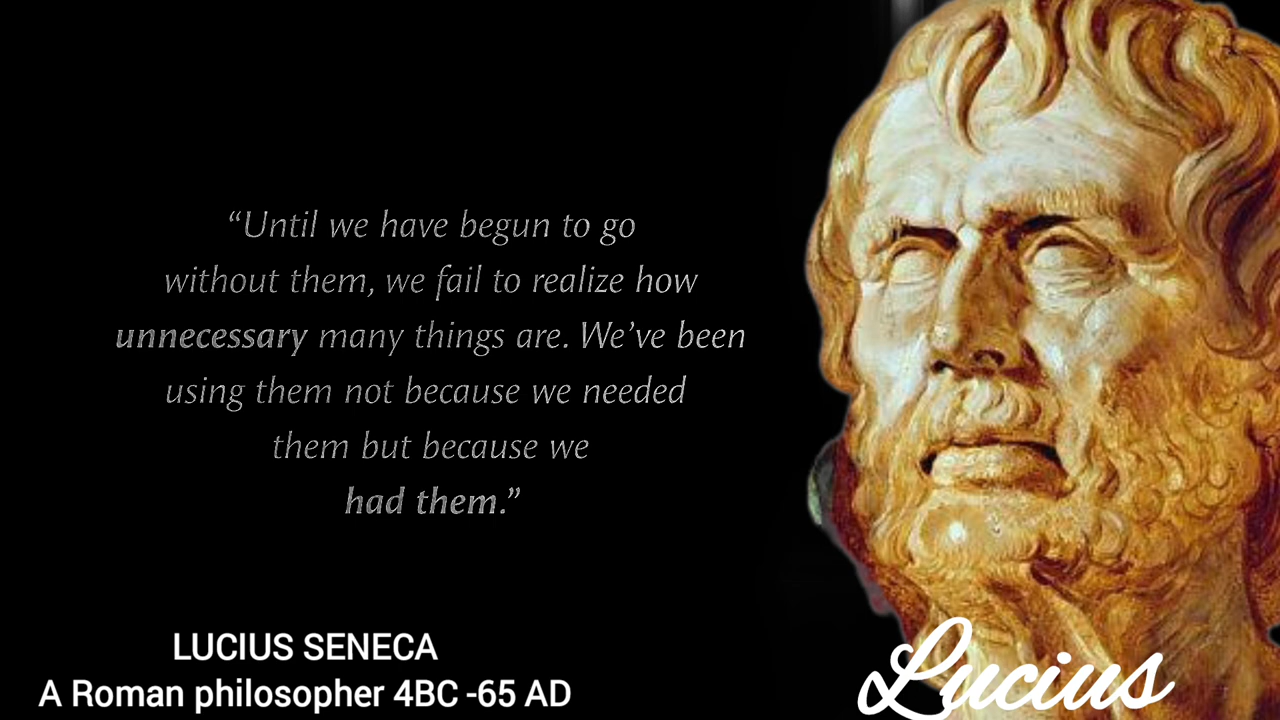 “Until we have begun to go
without them, we fail to realize how
unnecessary many things are. We’ve been
using them not because we needed
them but because we
had them.”
LUCIUS SENECA
A Roman philosopher 4BC -65 AD
Lucius